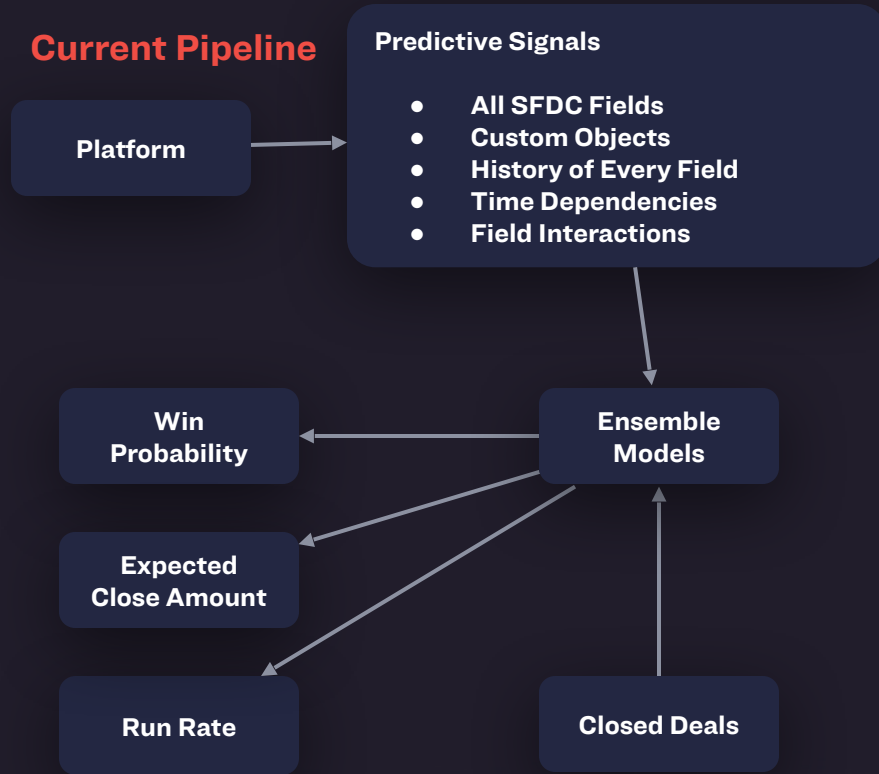 Current Pipeline
Platform
Predictive Signals
● All SFDC Fields
● Custom Objects
● History of Every Field
● Time Dependencies
● Field Interactions
Win
Probability
Ensemble
Models
Expected
Close Amount
Run Rate
Closed Deals